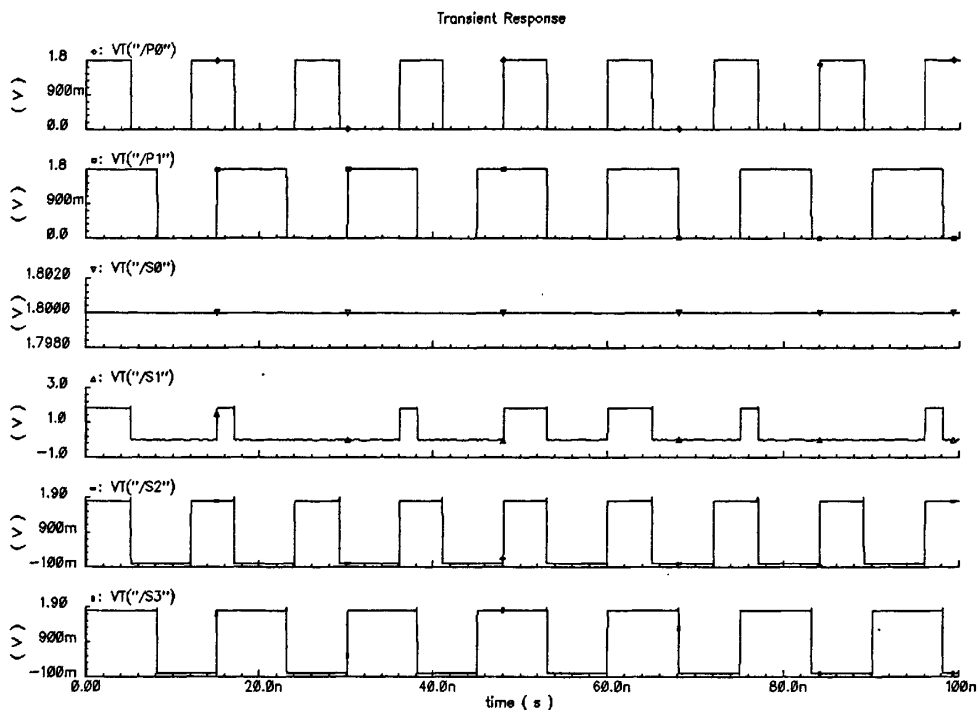 Transient Response
⋄: VT("/PØ")
1.8
900m
0.0
( V )
▫: VT("/P1")
1.8
900m
0.0
( V )
▿: VT("/SØ")
1.8020
1.8000
1.7980
(V)
▵: VT("/S1")
3.0
1.0
-1.0
( V )
-: VT("/S2")
1.90
900m
-100m
( V )
▫: VT("/S3")
1.90
900m
-100m
( V )
0.00 20.0n 40.0n 60.0n 80.0n 100n
time ( s )